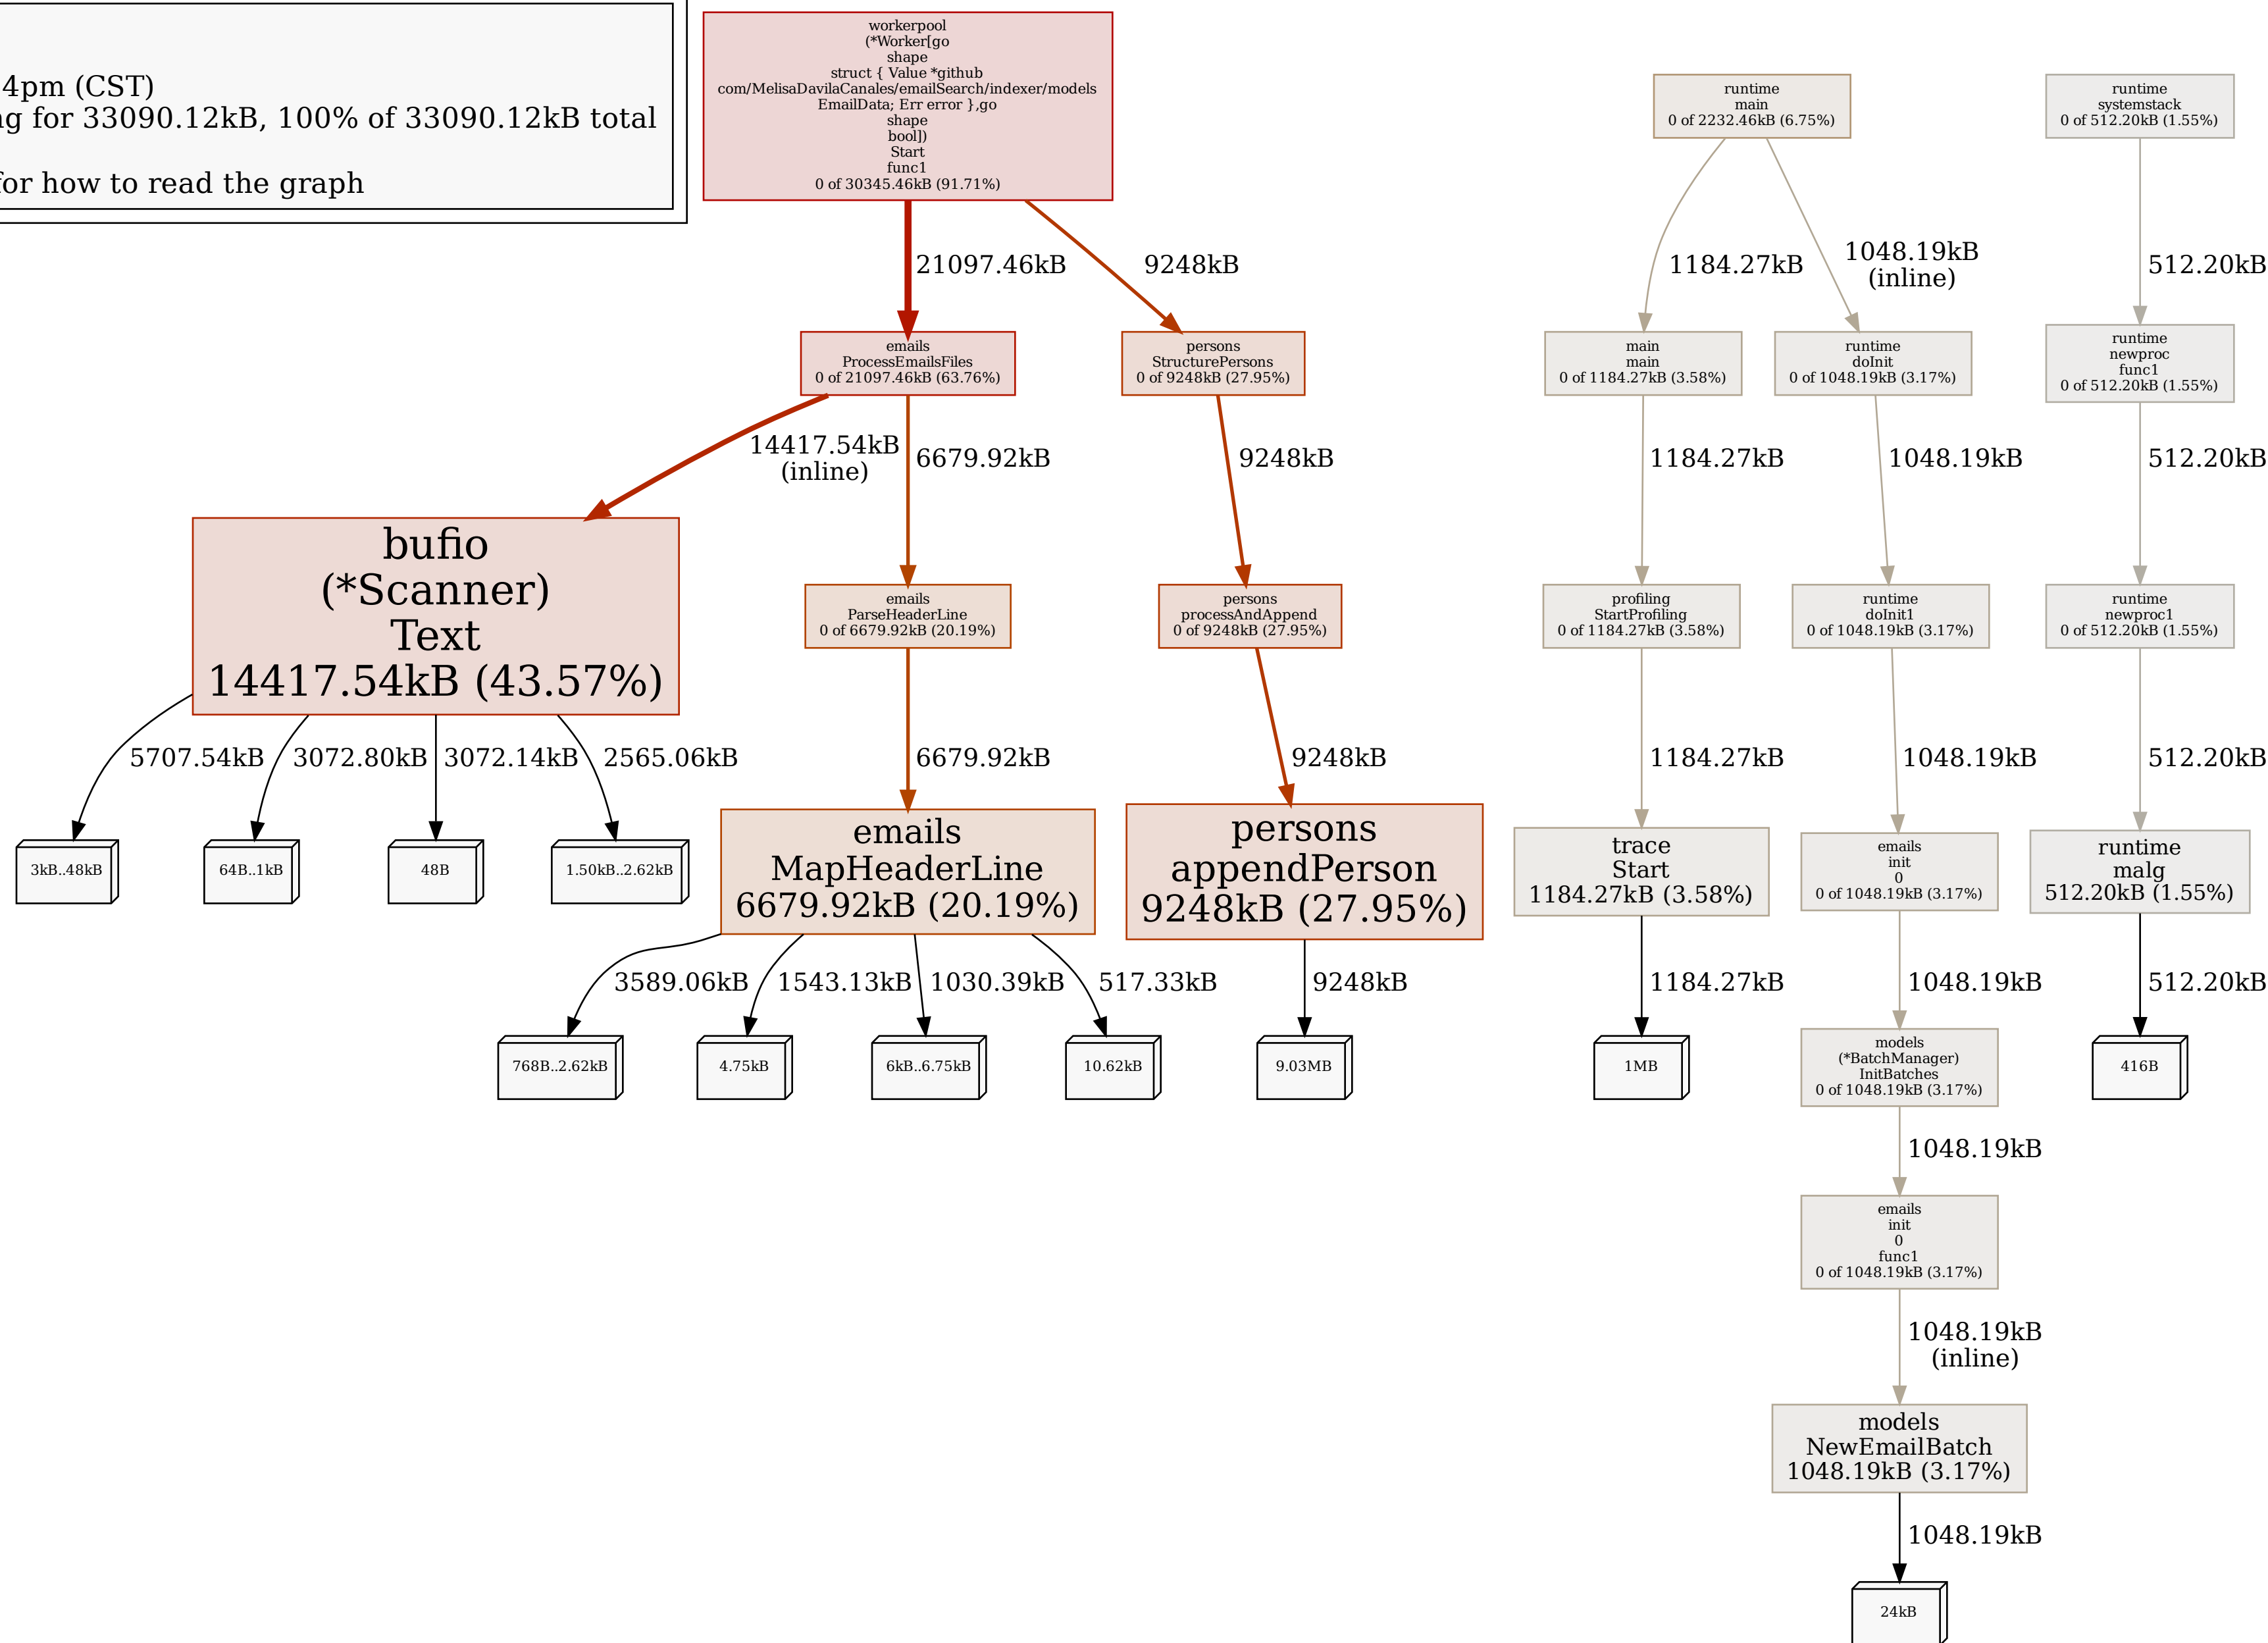 4pm (CST)
g for 33090.12kB, 100% of 33090.12kB total
for how to read the graph
workerpool
(*Worker[go
shape
struct { Value *github
com/MelisaDavilaCanales/emailSearch/indexer/models
EmailData; Err error },go
shape
bool])
Start
func1
0 of 30345.46kB (91.71%)
runtime
main
0 of 2232.46kB (6.75%)
runtime
systemstack
0 of 512.20kB (1.55%)
21097.46kB
9248kB
1184.27kB
1048.19kB
(inline)
512.20kB
emails
ProcessEmailsFiles
0 of 21097.46kB (63.76%)
persons
StructurePersons
0 of 9248kB (27.95%)
main
main
0 of 1184.27kB (3.58%)
runtime
doInit
0 of 1048.19kB (3.17%)
runtime
newproc
func1
0 of 512.20kB (1.55%)
14417.54kB
(inline)
6679.92kB
9248kB
1184.27kB
1048.19kB
512.20kB
bufio
(*Scanner)
Text
14417.54kB (43.57%)
emails
ParseHeaderLine
0 of 6679.92kB (20.19%)
persons
processAndAppend
0 of 9248kB (27.95%)
profiling
StartProfiling
0 of 1184.27kB (3.58%)
runtime
doInit1
0 of 1048.19kB (3.17%)
runtime
newproc1
0 of 512.20kB (1.55%)
5707.54kB
3072.80kB
3072.14kB
2565.06kB
6679.92kB
9248kB
1184.27kB
1048.19kB
512.20kB
3kB..48kB
64B..1kB
48B
1.50kB..2.62kB
emails
MapHeaderLine
6679.92kB (20.19%)
persons
appendPerson
9248kB (27.95%)
trace
Start
1184.27kB (3.58%)
emails
init
0
0 of 1048.19kB (3.17%)
runtime
malg
512.20kB (1.55%)
3589.06kB
1543.13kB
1030.39kB
517.33kB
9248kB
1184.27kB
1048.19kB
512.20kB
768B..2.62kB
4.75kB
6kB..6.75kB
10.62kB
9.03MB
1MB
models
(*BatchManager)
InitBatches
0 of 1048.19kB (3.17%)
416B
1048.19kB
emails
init
0
func1
0 of 1048.19kB (3.17%)
1048.19kB
(inline)
models
NewEmailBatch
1048.19kB (3.17%)
1048.19kB
24kB